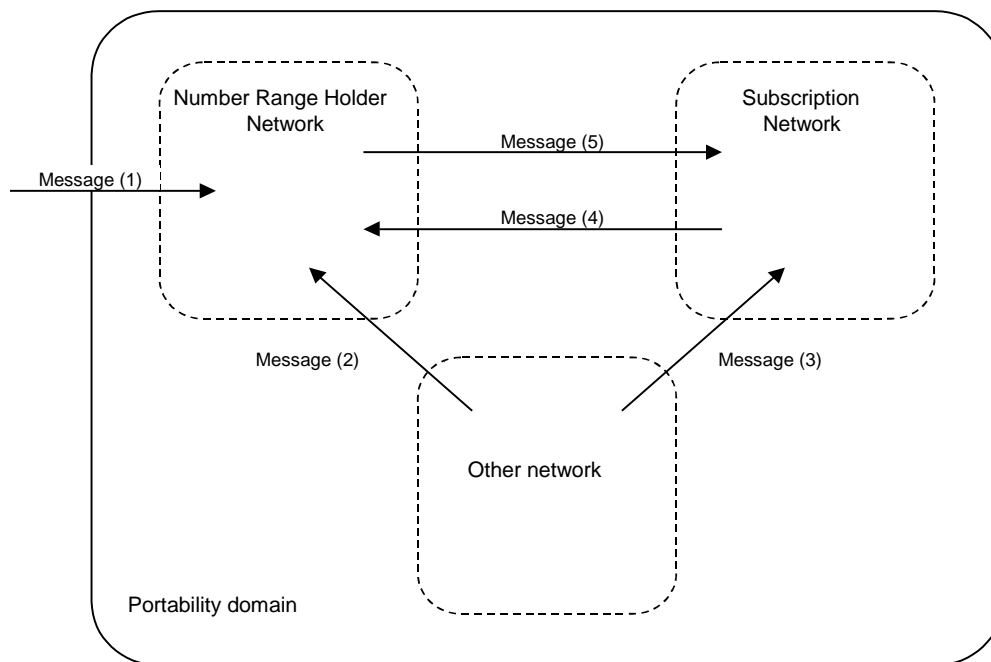 Number Range Holder
Network
Subscription
Network
Message (5)
Message (1)
Message (4)
Message (2)
Message (3)
Other network
Portability domain